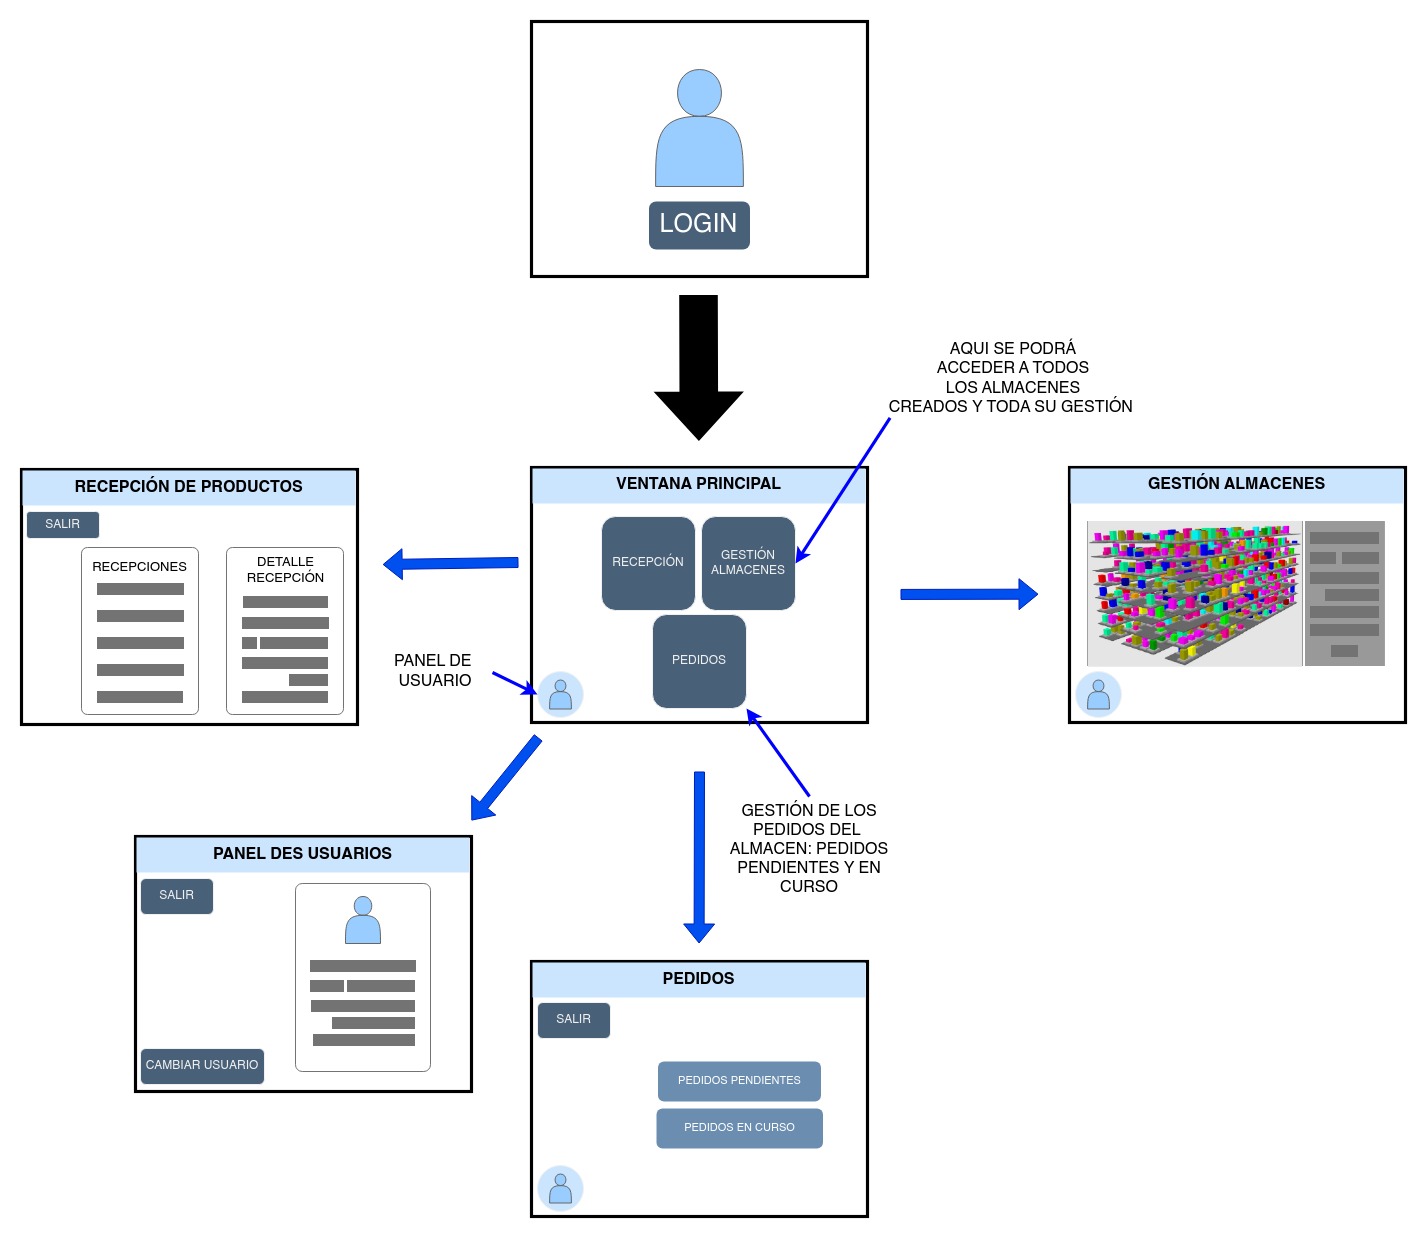 LOGIN
AQUI SE PODRÁ
ACCEDER A TODOS
LOS ALMACENES
CREADOS Y TODA SU GESTIÓN
RECEPCIÓN DE PRODUCTOS
SALIR
RECEPCIONES
DETALLE
RECEPCIÓN
VENTANA PRINCIPAL
RECEPCIÓN
GESTIÓN
ALMACENES
PEDIDOS
PANEL DE
USUARIO
GESTIÓN ALMACENES
GESTIÓN DE LOS
PEDIDOS DEL
ALMACEN: PEDIDOS
PENDIENTES Y EN
CURSO
PANEL DES USUARIOS
SALIR
CAMBIAR USUARIO
PEDIDOS
SALIR
PEDIDOS PENDIENTES
PEDIDOS EN CURSO